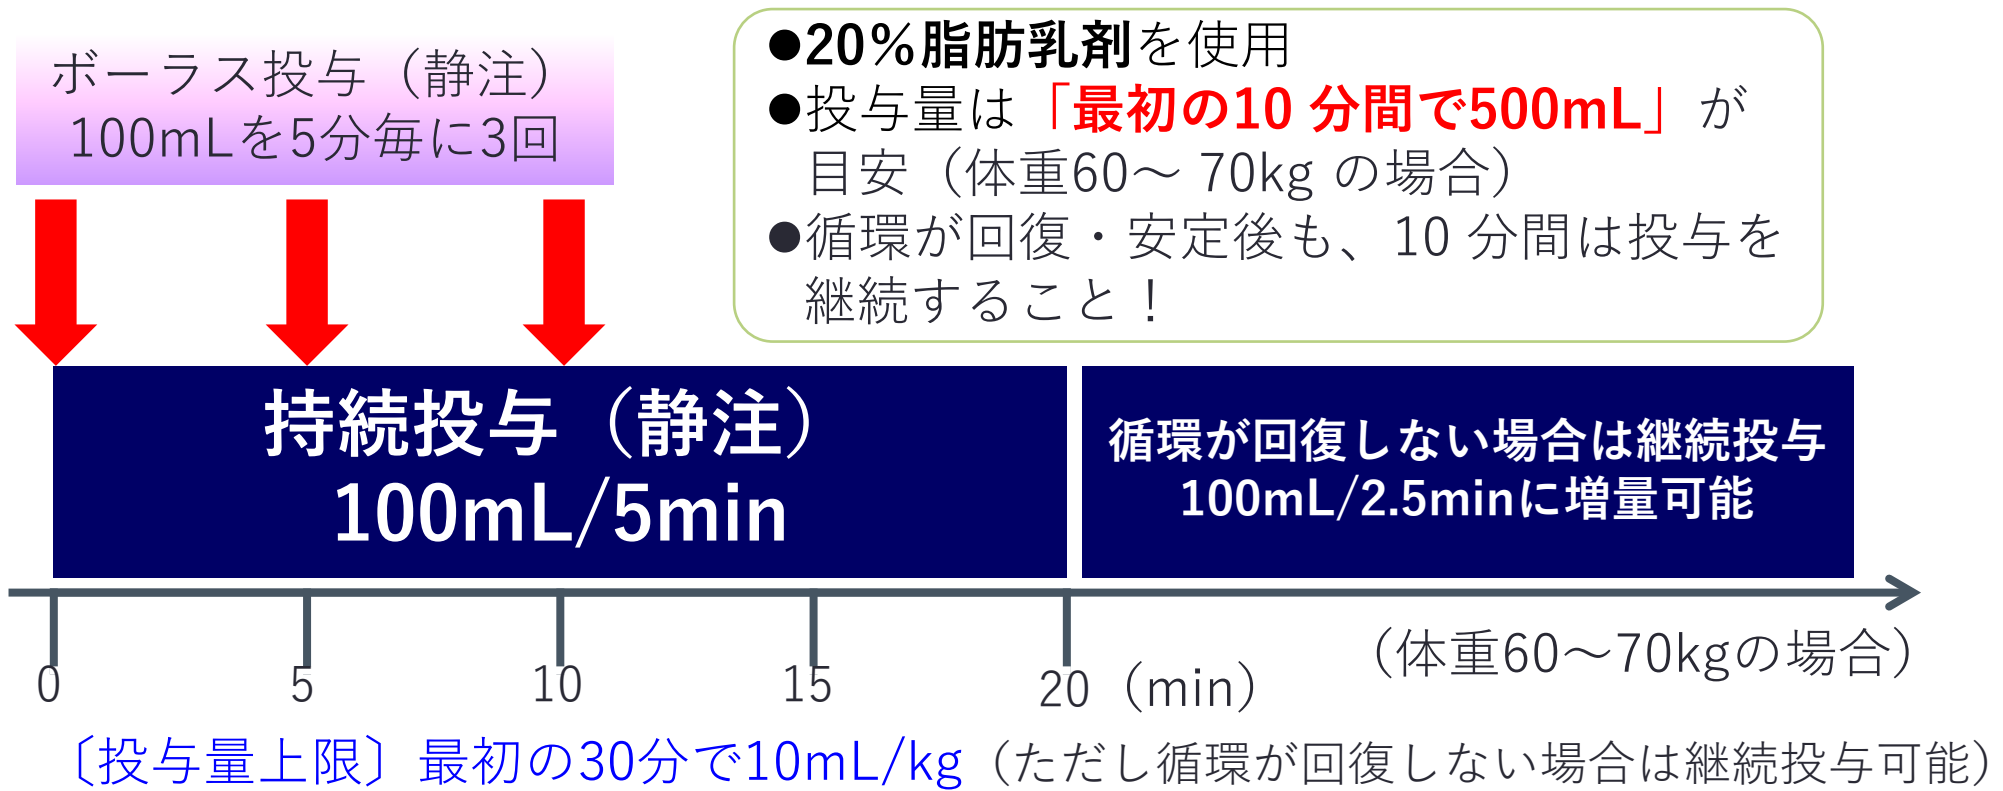 ボーラス投与（静注）
100mLを5分毎に3回
●20％脂肪乳剤を使用
●投与量は「最初の10 分間で500mL」が
目安（体重60～ 70kg の場合）
●循環が回復・安定後も、10 分間は投与を
継続すること！
持続投与（静注）
100mL/5min
循環が回復しない場合は継続投与
100mL/2.5minに増量可能
0 5 10 15 20（min）
（体重60～70kgの場合）
〔投与量上限〕最初の30分で10mL/kg（ただし循環が回復しない場合は継続投与可能）